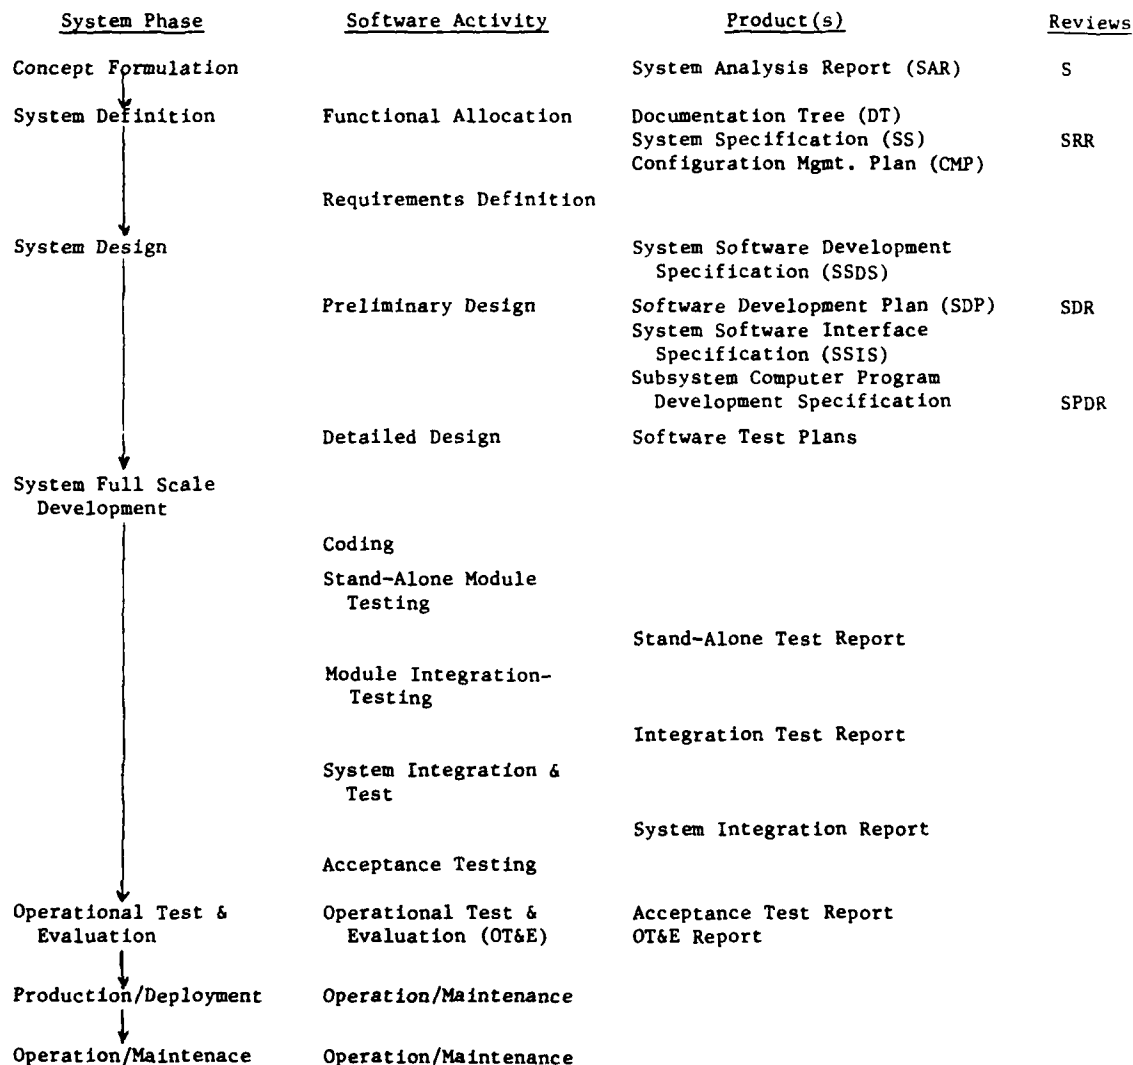 System Phase Software Activity Product(s) Reviews
Concept Formulation System Analysis Report (SAR) S
System Definition Functional Allocation Documentation Tree (DT)
System Specification (SS) SRR
Configuration Mgmt. Plan (CMP)
Requirements Definition
System Design System Software Development
Specification (SSDS)
Preliminary Design Software Development Plan (SDP) SDR
System Software Interface
Specification (SSIS)
Subsystem Computer Program
Development Specification SPDR
Detailed Design Software Test Plans
System Full Scale
Development
Coding
Stand-Alone Module
Testing
Stand-Alone Test Report
Module Integration-
Testing
Integration Test Report
System Integration &
Test
System Integration Report
Acceptance Testing
Operational Test & Operational Test & Acceptance Test Report
Evaluation Evaluation (OT&E) OT&E Report
Production/Deployment Operation/Maintenance
Operation/Maintenace Operation/Maintenance